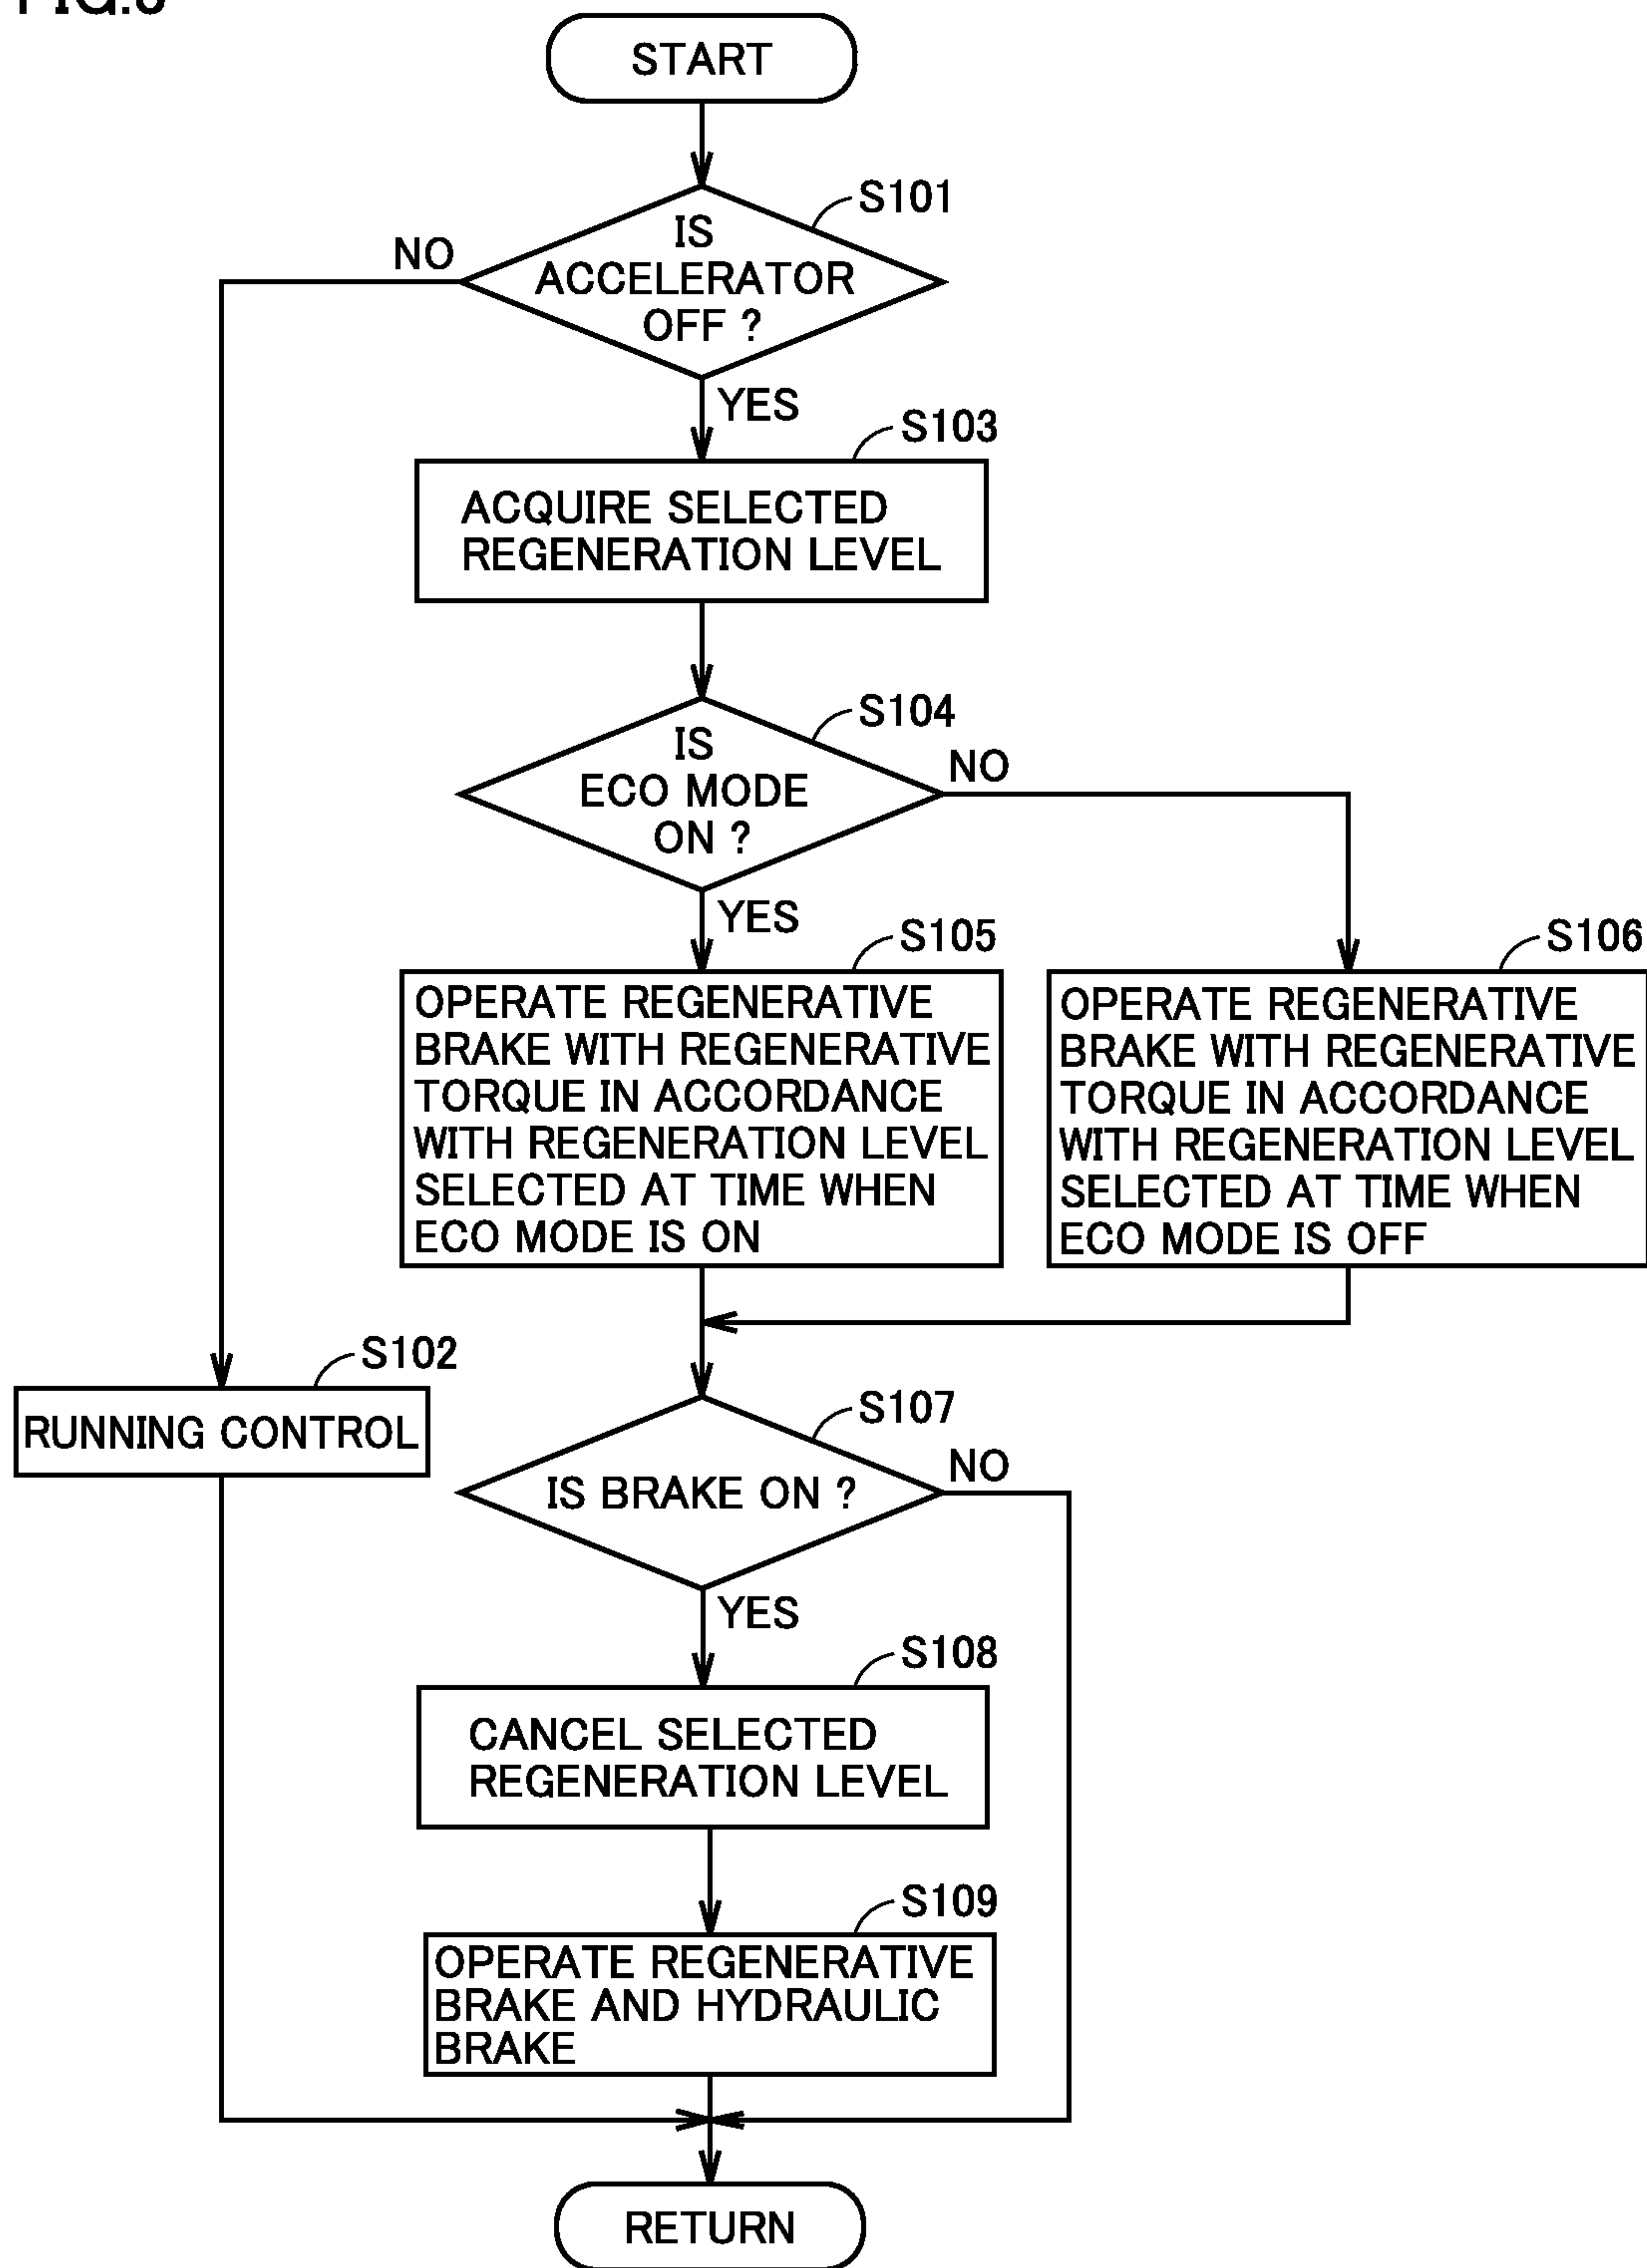 START
S101
IS
ACCELERATOR
OFF ?
NO
YES
S103
ACQUIRE SELECTED
REGENERATION LEVEL
S104
IS
ECO MODE
ON ?
NO
YES
S105
OPERATE REGENERATIVE
BRAKE WITH REGENERATIVE
TORQUE IN ACCORDANCE
WITH REGENERATION LEVEL
SELECTED AT TIME WHEN
ECO MODE IS ON
S106
OPERATE REGENERATIVE
BRAKE WITH REGENERATIVE
TORQUE IN ACCORDANCE
WITH REGENERATION LEVEL
SELECTED AT TIME WHEN
ECO MODE IS OFF
S102
RUNNING CONTROL
S107
IS BRAKE ON ?
NO
YES
S108
CANCEL SELECTED
REGENERATION LEVEL
S109
OPERATE REGENERATIVE
BRAKE AND HYDRAULIC
BRAKE
RETURN